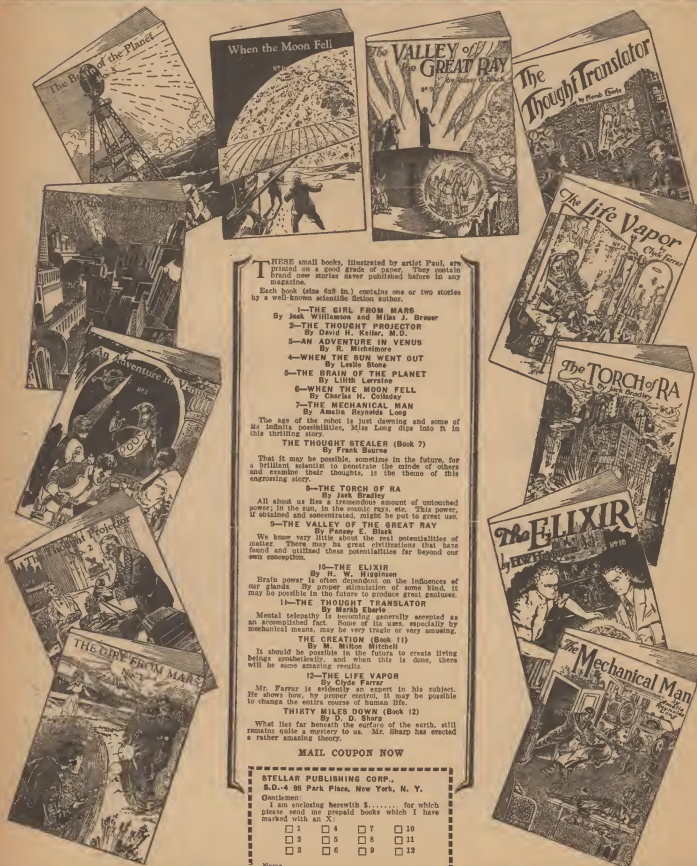 The Brain of the Planet
No. 5
When the Moon Fell
The VALLEY of
the GREAT RAY
By Pansey E. Black
The
Thought Translator
by Merab Eberle
The Life Vapor
by
Clyde Farrar
An Adventure in Venus
The TORCH of RA
By Jack Bradley
Thought Projector
No. 2
The ELIXIR
Nº 10
THE GIRL FROM MARS
The Mechanical Man
THESE small books, illustrated by artist Paul, are
printed on a good grade of paper. They contain
brand new stories never published before in any
magazine.
Each book (size 6x8 in.) contains one or two stories
by a well-known scientific fiction author.
1—THE GIRL FROM MARS
By Jack Williamson and Miles J. Breuer
2—THE THOUGHT PROJECTOR
By David H. Keller, M.D.
3—AN ADVENTURE IN VENUS
By R. Michelmore
4—WHEN THE SUN WENT OUT
By Leslie Stone
5—THE BRAIN OF THE PLANET
By Lilith Lorraine
6—WHEN THE MOON FELL
By Charles H. Colladay
7—THE MECHANICAL MAN
By Amelia Reynolds Long
The age of the robot is just dawning and some of
its infinite possibilities, Miss Long dips into it in
this thrilling story.
THE THOUGHT STEALER (Book 7)
By Frank Bourne
That it may be possible, sometime in the future, for
a brilliant scientist to penetrate the minds of others
and examine their thoughts, is the theme of this
engrossing story.
8—THE TORCH OF RA
By Jack Bradley
All about us lies a tremendous amount of untouched
power; in the sun, in the cosmic rays, etc. This power,
if obtained and concentrated, might be put to great use.
9—THE VALLEY OF THE GREAT RAY
By Pansey E. Black
We know very little about the real potentialities of
matter. There may be great civilizations that have
found and utilized these potentialities far beyond our
own conception.
10—THE ELIXIR
By H. W. Higginson
Brain power is often dependent on the influences of
our glands. By proper stimulation of some kind, it
may be possible in the future to produce great geniuses.
11—THE THOUGHT TRANSLATOR
By Merab Eberle
Mental telepathy is becoming generally accepted as
an accomplished fact. Some of its uses, especially by
mechanical means, may be very tragic or very amusing.
THE CREATION (Book 11)
By M. Milton Mitchell
It should be possible in the future to create living
beings synthetically, and when this is done, there
will be some amazing results.
12—THE LIFE VAPOR
By Clyde Farrar
Mr. Farrar is evidently an expert in his subject.
He shows how, by proper control, it may be possible
to change the entire course of human life.
THIRTY MILES DOWN (Book 12)
By D. D. Sharp
What lies far beneath the surface of the earth, still
remains quite a mystery to us. Mr. Sharp has erected
a rather amazing theory.
MAIL COUPON NOW
STELLAR PUBLISHING CORP.,
S.D.-4 98 Park Place, New York, N. Y.
Gentlemen:
I am enclosing herewith $........ for which
please send me prepaid books which I have
marked with an X:
□ 1 □ 4 □ 7 □ 10
□ 2 □ 5 □ 8 □ 11
□ 3 □ 6 □ 9 □ 12
Name